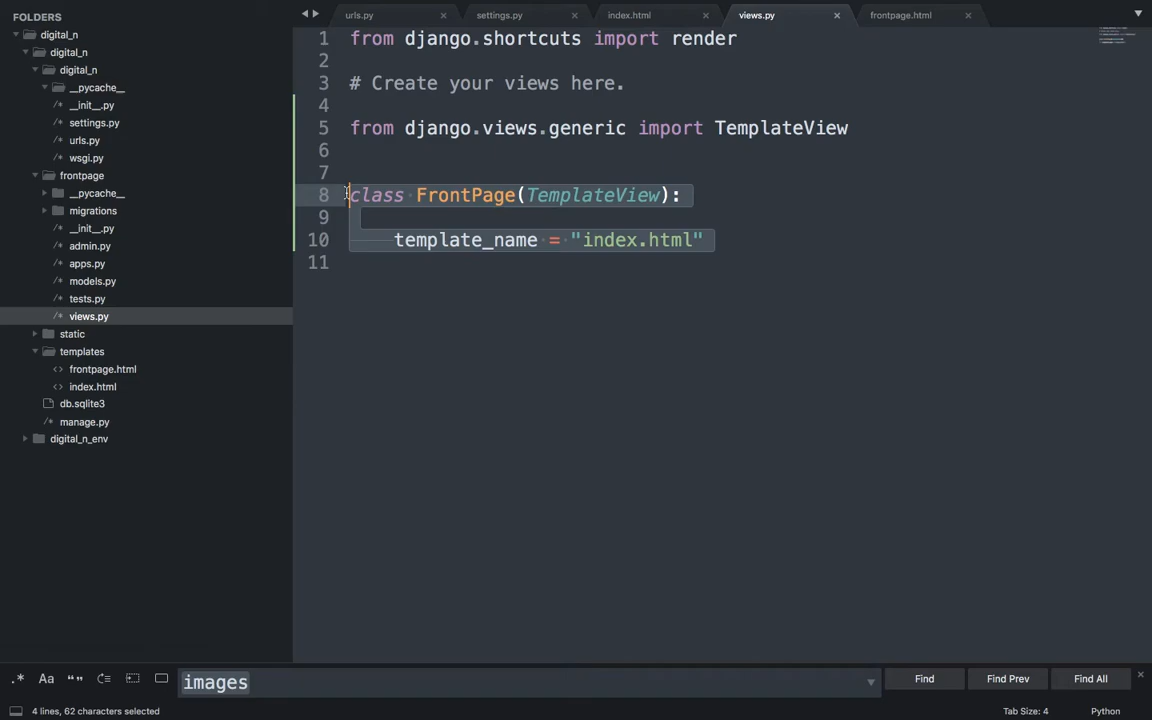 FOLDERS
digital_n
digital_n
digital_n
__pycache__
/* __init__.py
/* settings.py
/* urls.py
/* wsgi.py
frontpage
__pycache__
migrations
/* __init__.py
/* admin.py
/* apps.py
/* models.py
/* tests.py
/* views.py
static
templates
<> frontpage.html
<> index.html
db.sqlite3
/* manage.py
digital_n_env
urls.py × settings.py × index.html × views.py × frontpage.html ×
1 from django.shortcuts import render
2
3 # Create your views here.
4
5 from django.views.generic import TemplateView
6
7
8 class FrontPage(TemplateView):
9
10 template_name = "index.html"
11
.* Aa “” images Find Find Prev Find All ×
4 lines, 62 characters selected Tab Size: 4 Python